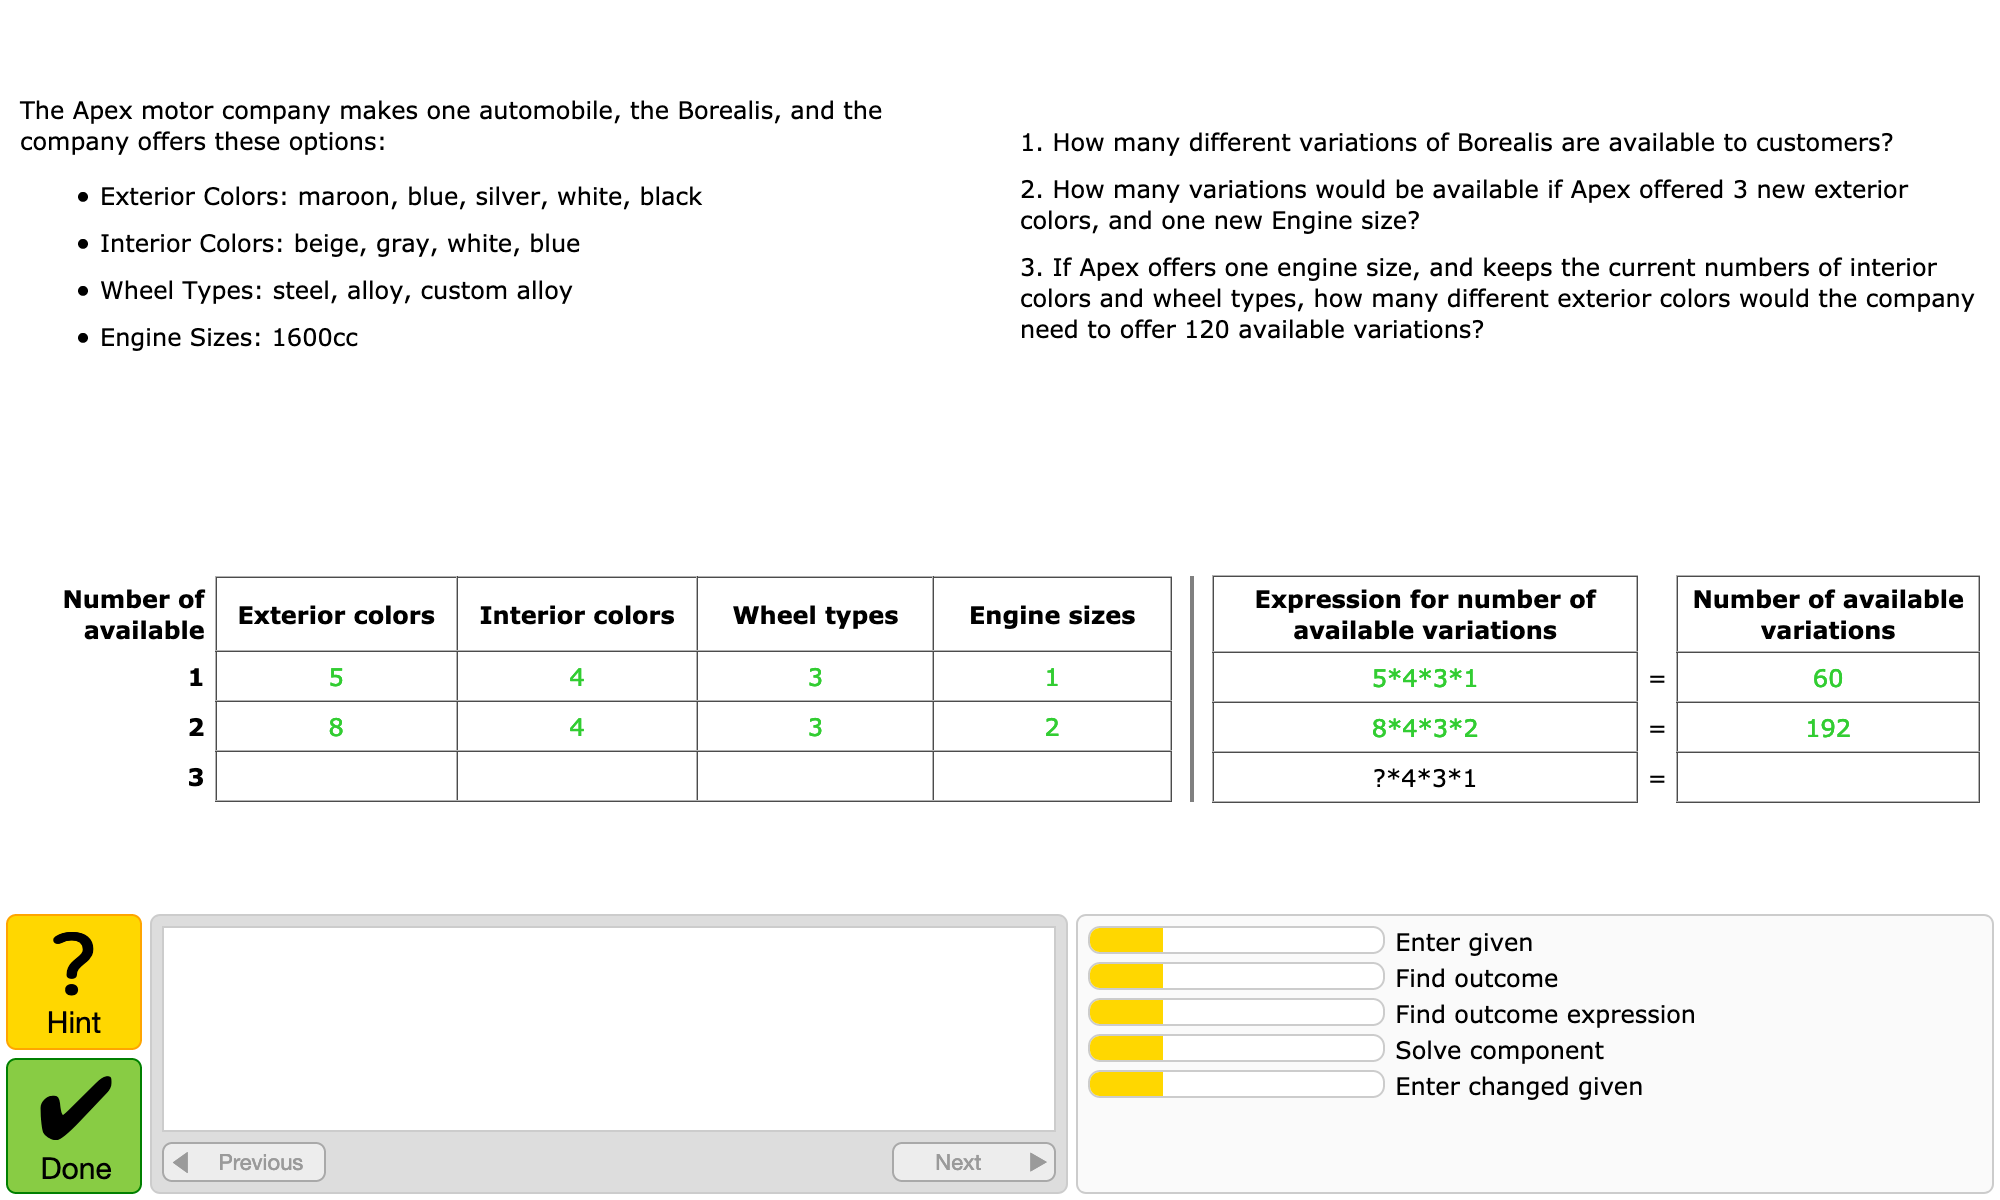 The Apex motor company makes one automobile, the Borealis, and the
company offers these options:
• Exterior Colors: maroon, blue, silver, white, black
• Interior Colors: beige, gray, white, blue
• Wheel Types: steel, alloy, custom alloy
• Engine Sizes: 1600cc
1. How many different variations of Borealis are available to customers?
2. How many variations would be available if Apex offered 3 new exterior
colors, and one new Engine size?
3. If Apex offers one engine size, and keeps the current numbers of interior
colors and wheel types, how many different exterior colors would the company
need to offer 120 available variations?
Number of
available
Exterior colors
Interior colors
Wheel types
Engine sizes
Expression for number of
available variations
Number of available
variations
1 5 4 3 1 5*4*3*1 = 60
2 8 4 3 2 8*4*3*2 = 192
3 ?*4*3*1 =
?
Hint
Done
Previous
Next
Enter given
Find outcome
Find outcome expression
Solve component
Enter changed given